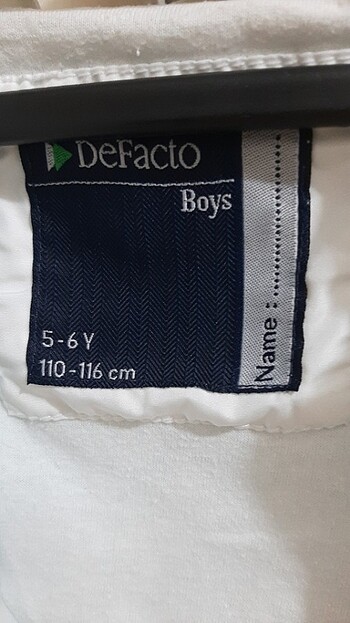 DeFacto
Boys
5-6 Y
110-116 cm
Name : ....................